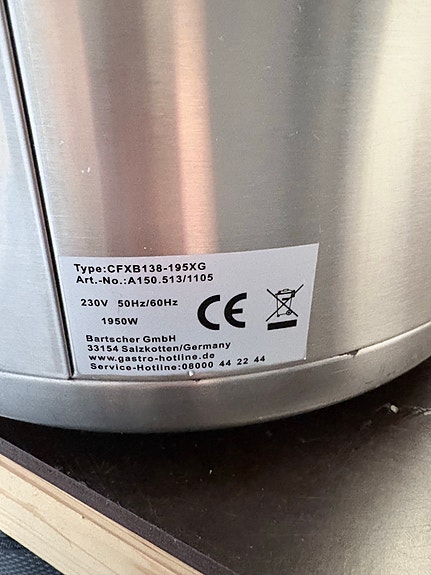 Type:CFXB138-195XG
Art.-No.:A150.513/1105
230V 50Hz/60Hz
1950W
CE
Bartscher GmbH
33154 Salzkotten/Germany
www.gastro-hotline.de
Service-Hotline:08000 44 22 44